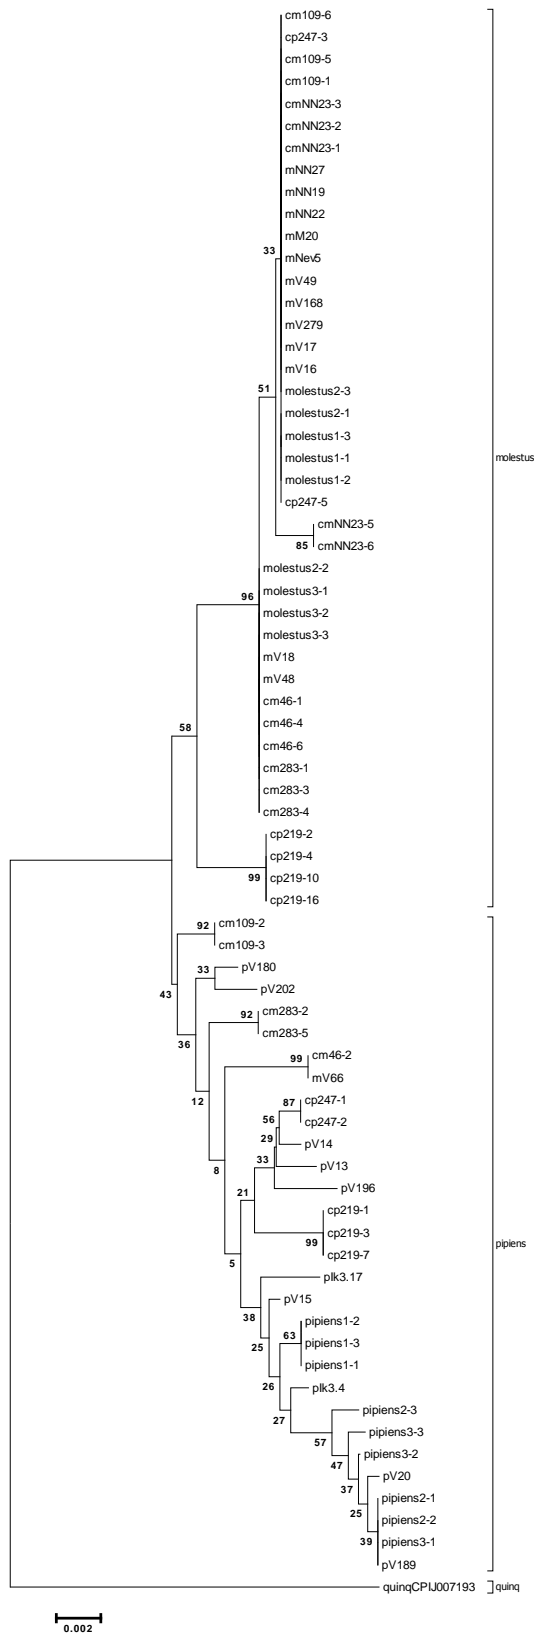 cm109-6
cp247-3
cm109-5
cm109-1
cmNN23-3
cmNN23-2
cmNN23-1
mNN27
mNN19
mNN22
mM20
33
mNev5
mV49
mV168
mV279
mV17
mV16
51
molestus2-3
molestus2-1
molestus1-3
molestus1-1
molestus
molestus1-2
cp247-5
cmNN23-5
85
cmNN23-6
molestus2-2
96
molestus3-1
molestus3-2
molestus3-3
mV18
mV48
cm46-1
58
cm46-4
cm46-6
cm283-1
cm283-3
cm283-4
cp219-2
cp219-4
99
cp219-10
cp219-16
92
cm109-2
cm109-3
33
pV180
43
pV202
92
cm283-2
cm283-5
36
99
cm46-2
mV66
12
87
cp247-1
56
cp247-2
29
pV14
33
pV13
8
pV196
21
cp219-1
cp219-3
99
pipiens
cp219-7
5
plk3.17
pV15
38
pipiens1-2
63
pipiens1-3
25
pipiens1-1
26
plk3.4
pipiens2-3
27
pipiens3-3
57
pipiens3-2
47
pV20
37
pipiens2-1
25
pipiens2-2
39
pipiens3-1
pV189
quinqCPIJ007193
quinq
0.002